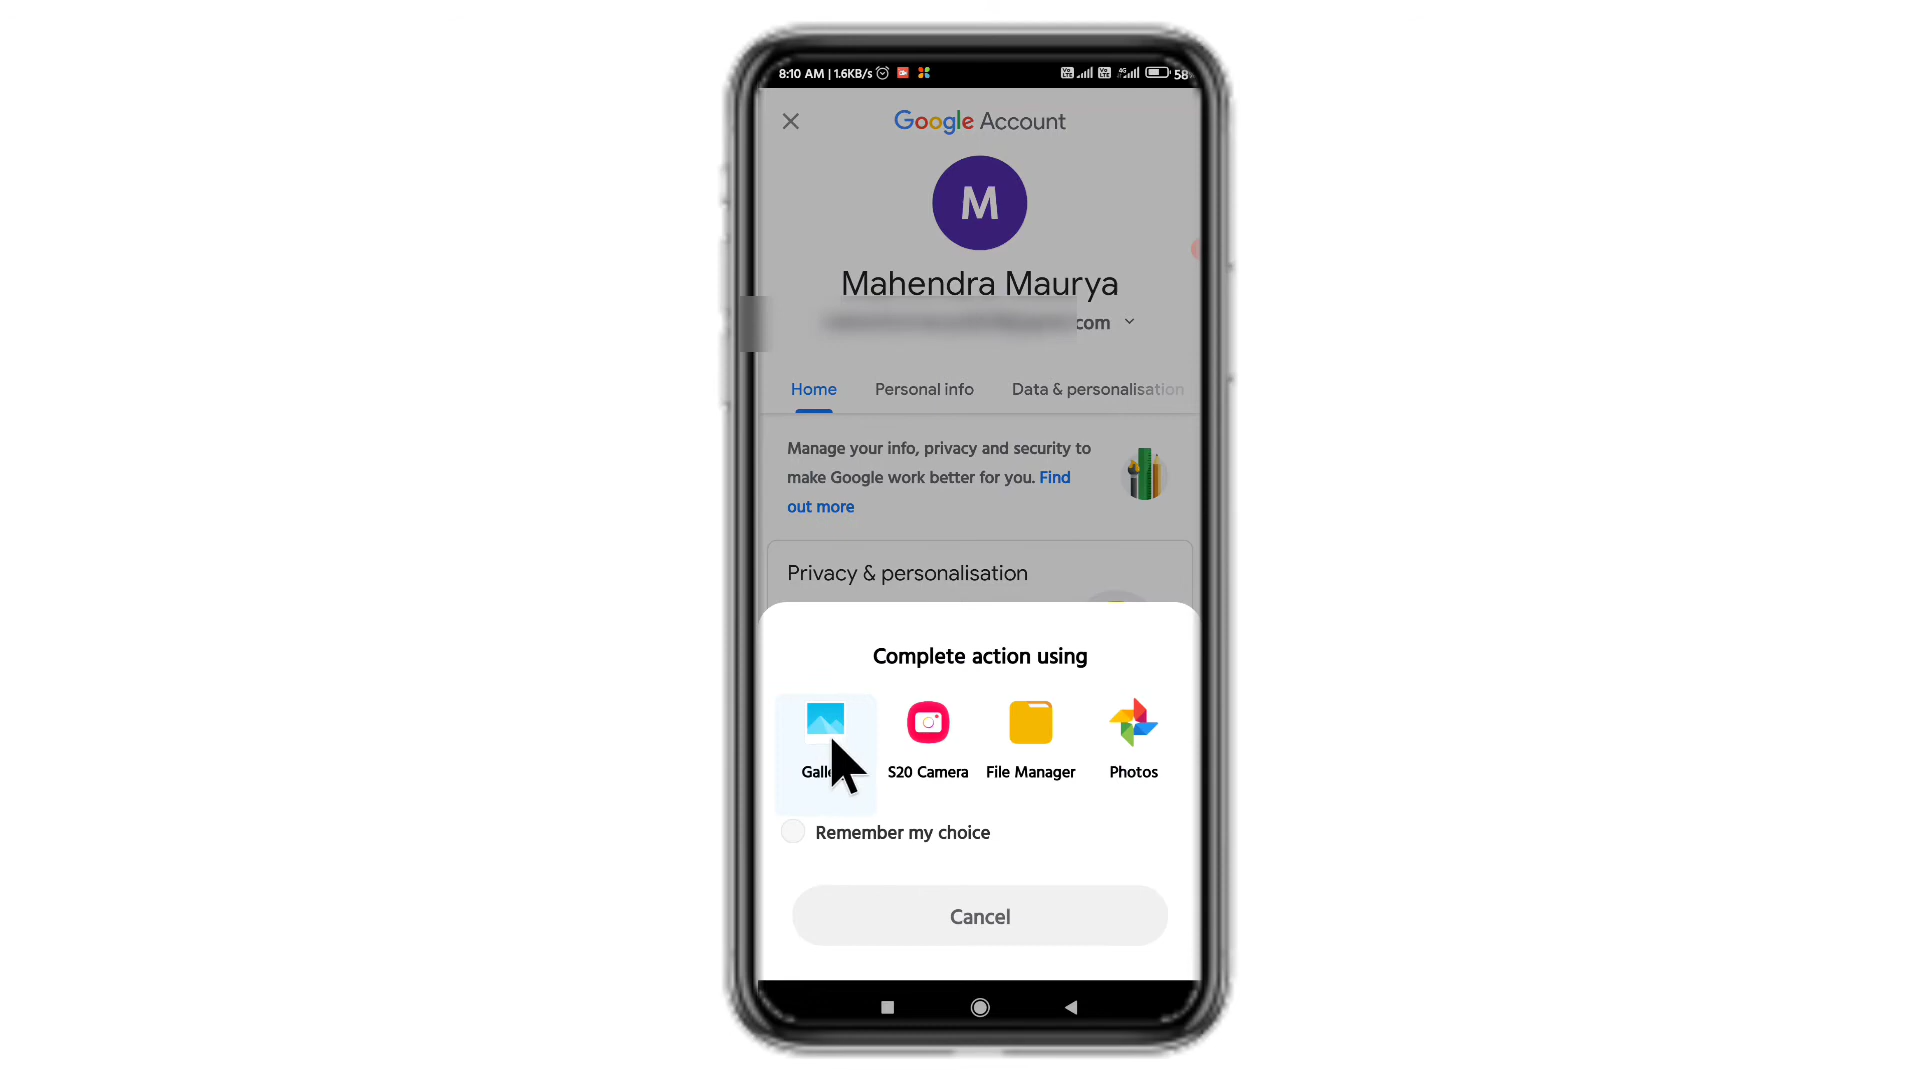 8:10 AM | 1.6KB/s
58
Google Account
M
Mahendra Maurya
com
Home Personal info Data & personalisation
Manage your info, privacy and security to
make Google work better for you. Find
out more
Privacy & personalisation
Complete action using
S20 Camera File Manager Photos
Remember my choice
Cancel